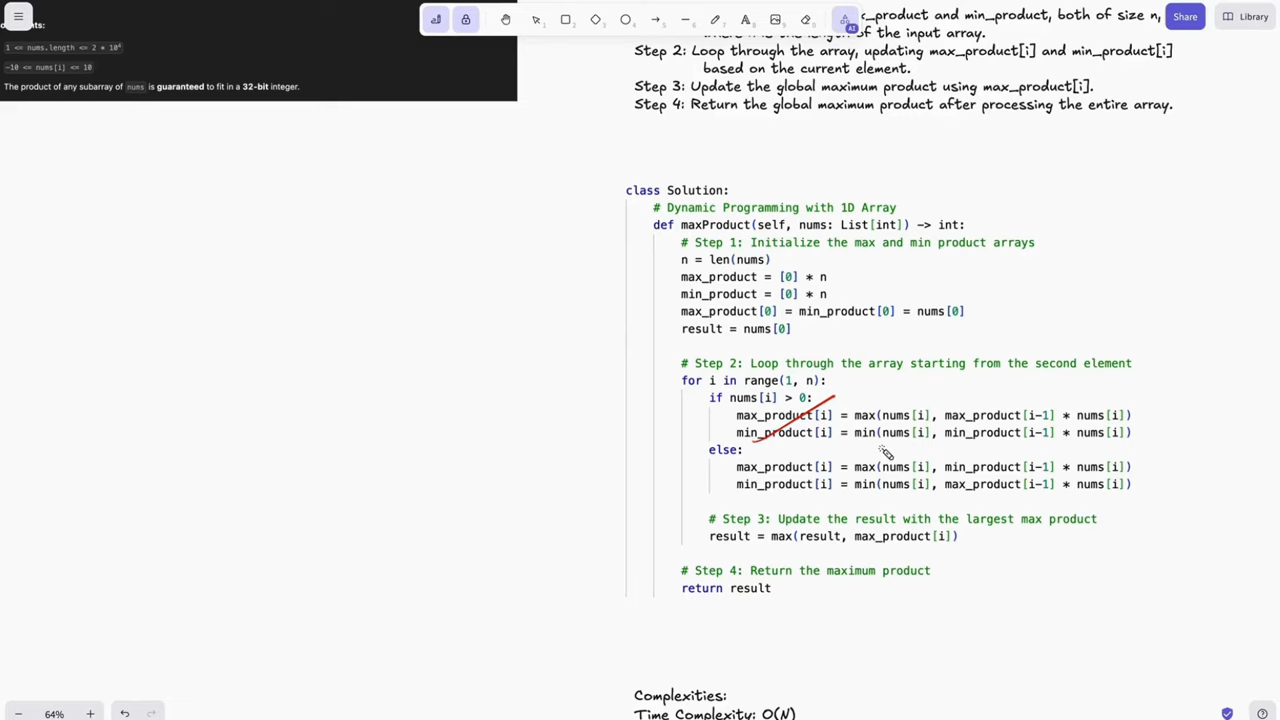 nts:
1 <= nums.length <= 2 * 10⁴
-10 <= nums[i] <= 10
The product of any subarray of nums is guaranteed to fit in a 32-bit integer.
AI
Share
Library
_product and min_product, both of size n,
the length of the input array.
Step 2: Loop through the array, updating max_product[i] and min_product[i]
based on the current element.
Step 3: Update the global maximum product using max_product[i].
Step 4: Return the global maximum product after processing the entire array.
class Solution:
# Dynamic Programming with 1D Array
def maxProduct(self, nums: List[int]) -> int:
# Step 1: Initialize the max and min product arrays
n = len(nums)
max_product = [0] * n
min_product = [0] * n
max_product[0] = min_product[0] = nums[0]
result = nums[0]
# Step 2: Loop through the array starting from the second element
for i in range(1, n):
if nums[i] > 0:
max_product[i] = max(nums[i], max_product[i-1] * nums[i])
min_product[i] = min(nums[i], min_product[i-1] * nums[i])
else:
max_product[i] = max(nums[i], min_product[i-1] * nums[i])
min_product[i] = min(nums[i], max_product[i-1] * nums[i])
# Step 3: Update the result with the largest max product
result = max(result, max_product[i])
# Step 4: Return the maximum product
return result
Complexities:
Time Complexity: O(N)
64%